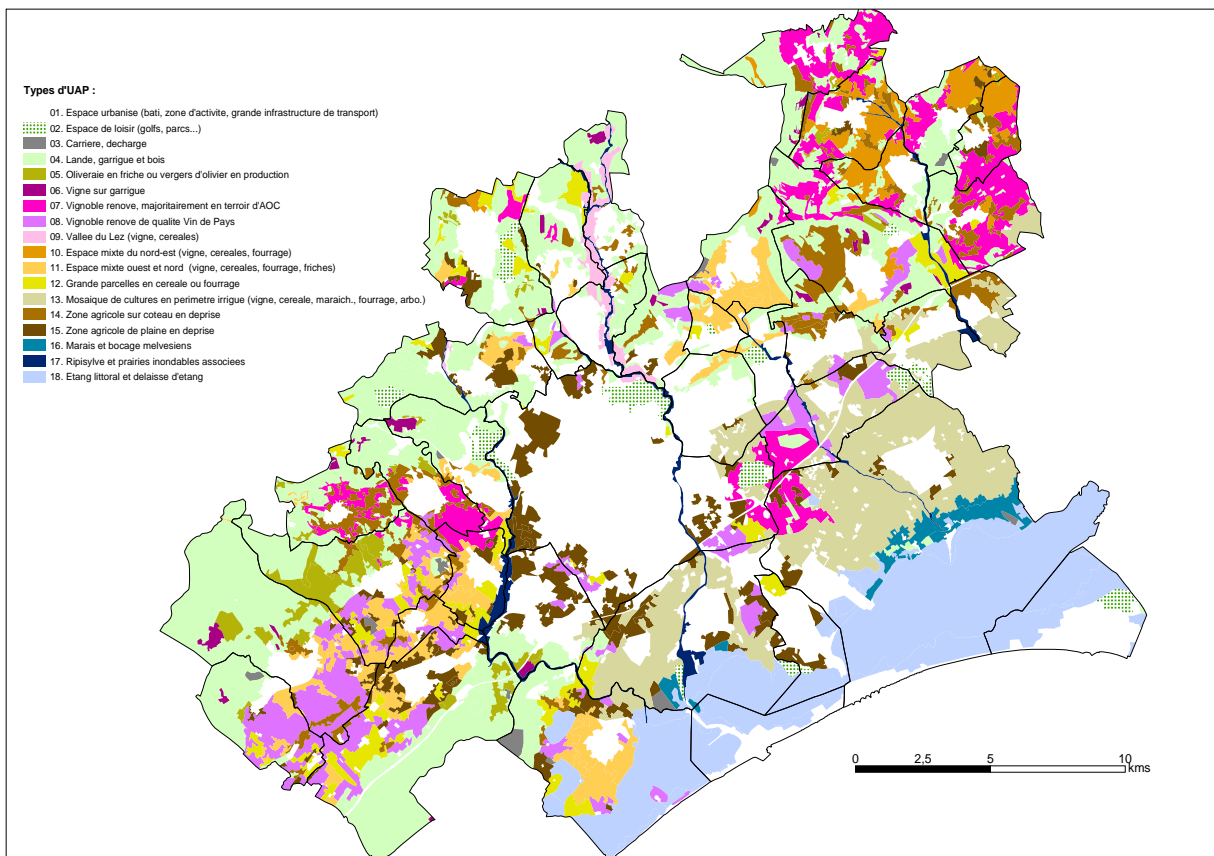 Types d'UAP :
01. Espace urbanise (bati, zone d'activite, grande infrastructure de transport)
02. Espace de loisir (golfs, parcs...)
03. Carriere, decharge
04. Lande, garrigue et bois
05. Oliveraie en friche ou vergers d'olivier en production
06. Vigne sur garrigue
07. Vignoble renove, majoritairement en terroir d'AOC
08. Vignoble renove de qualite Vin de Pays
09. Vallee du Lez (vigne, cereales)
10. Espace mixte du nord-est (vigne, cereales, fourrage)
11. Espace mixte ouest et nord (vigne, cereales, fourrage, friches)
12. Grande parcelles en cereale ou fourrage
13. Mosaique de cultures en perimetre irrigue (vigne, cereale, maraich., fourrage, arbo.)
14. Zone agricole sur coteau en deprise
15. Zone agricole de plaine en deprise
16. Marais et bocage melvesiens
17. Ripisylve et prairies inondables associees
18. Etang littoral et delaisse d'etang
0 2,5 5 10
kms